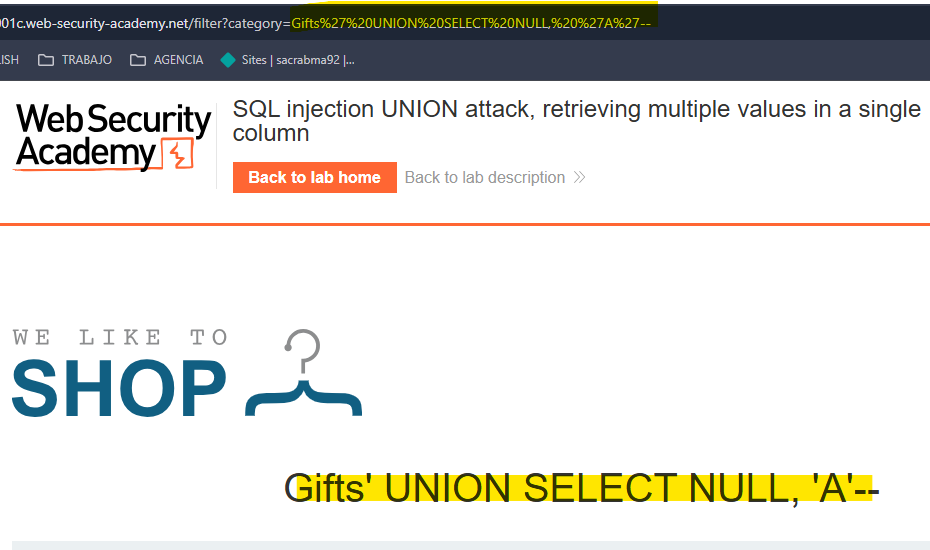 001c.web-security-academy.net/filter?category=Gifts%27%20UNION%20SELECT%20NULL,%20%27A%27--
ISH TRABAJO AGENCIA Sites | sacrabma92 |...
Web Security
Academy
SQL injection UNION attack, retrieving multiple values in a single
column
Back to lab home Back to lab description
WE LIKE TO
SHOP
Gifts' UNION SELECT NULL, 'A'--